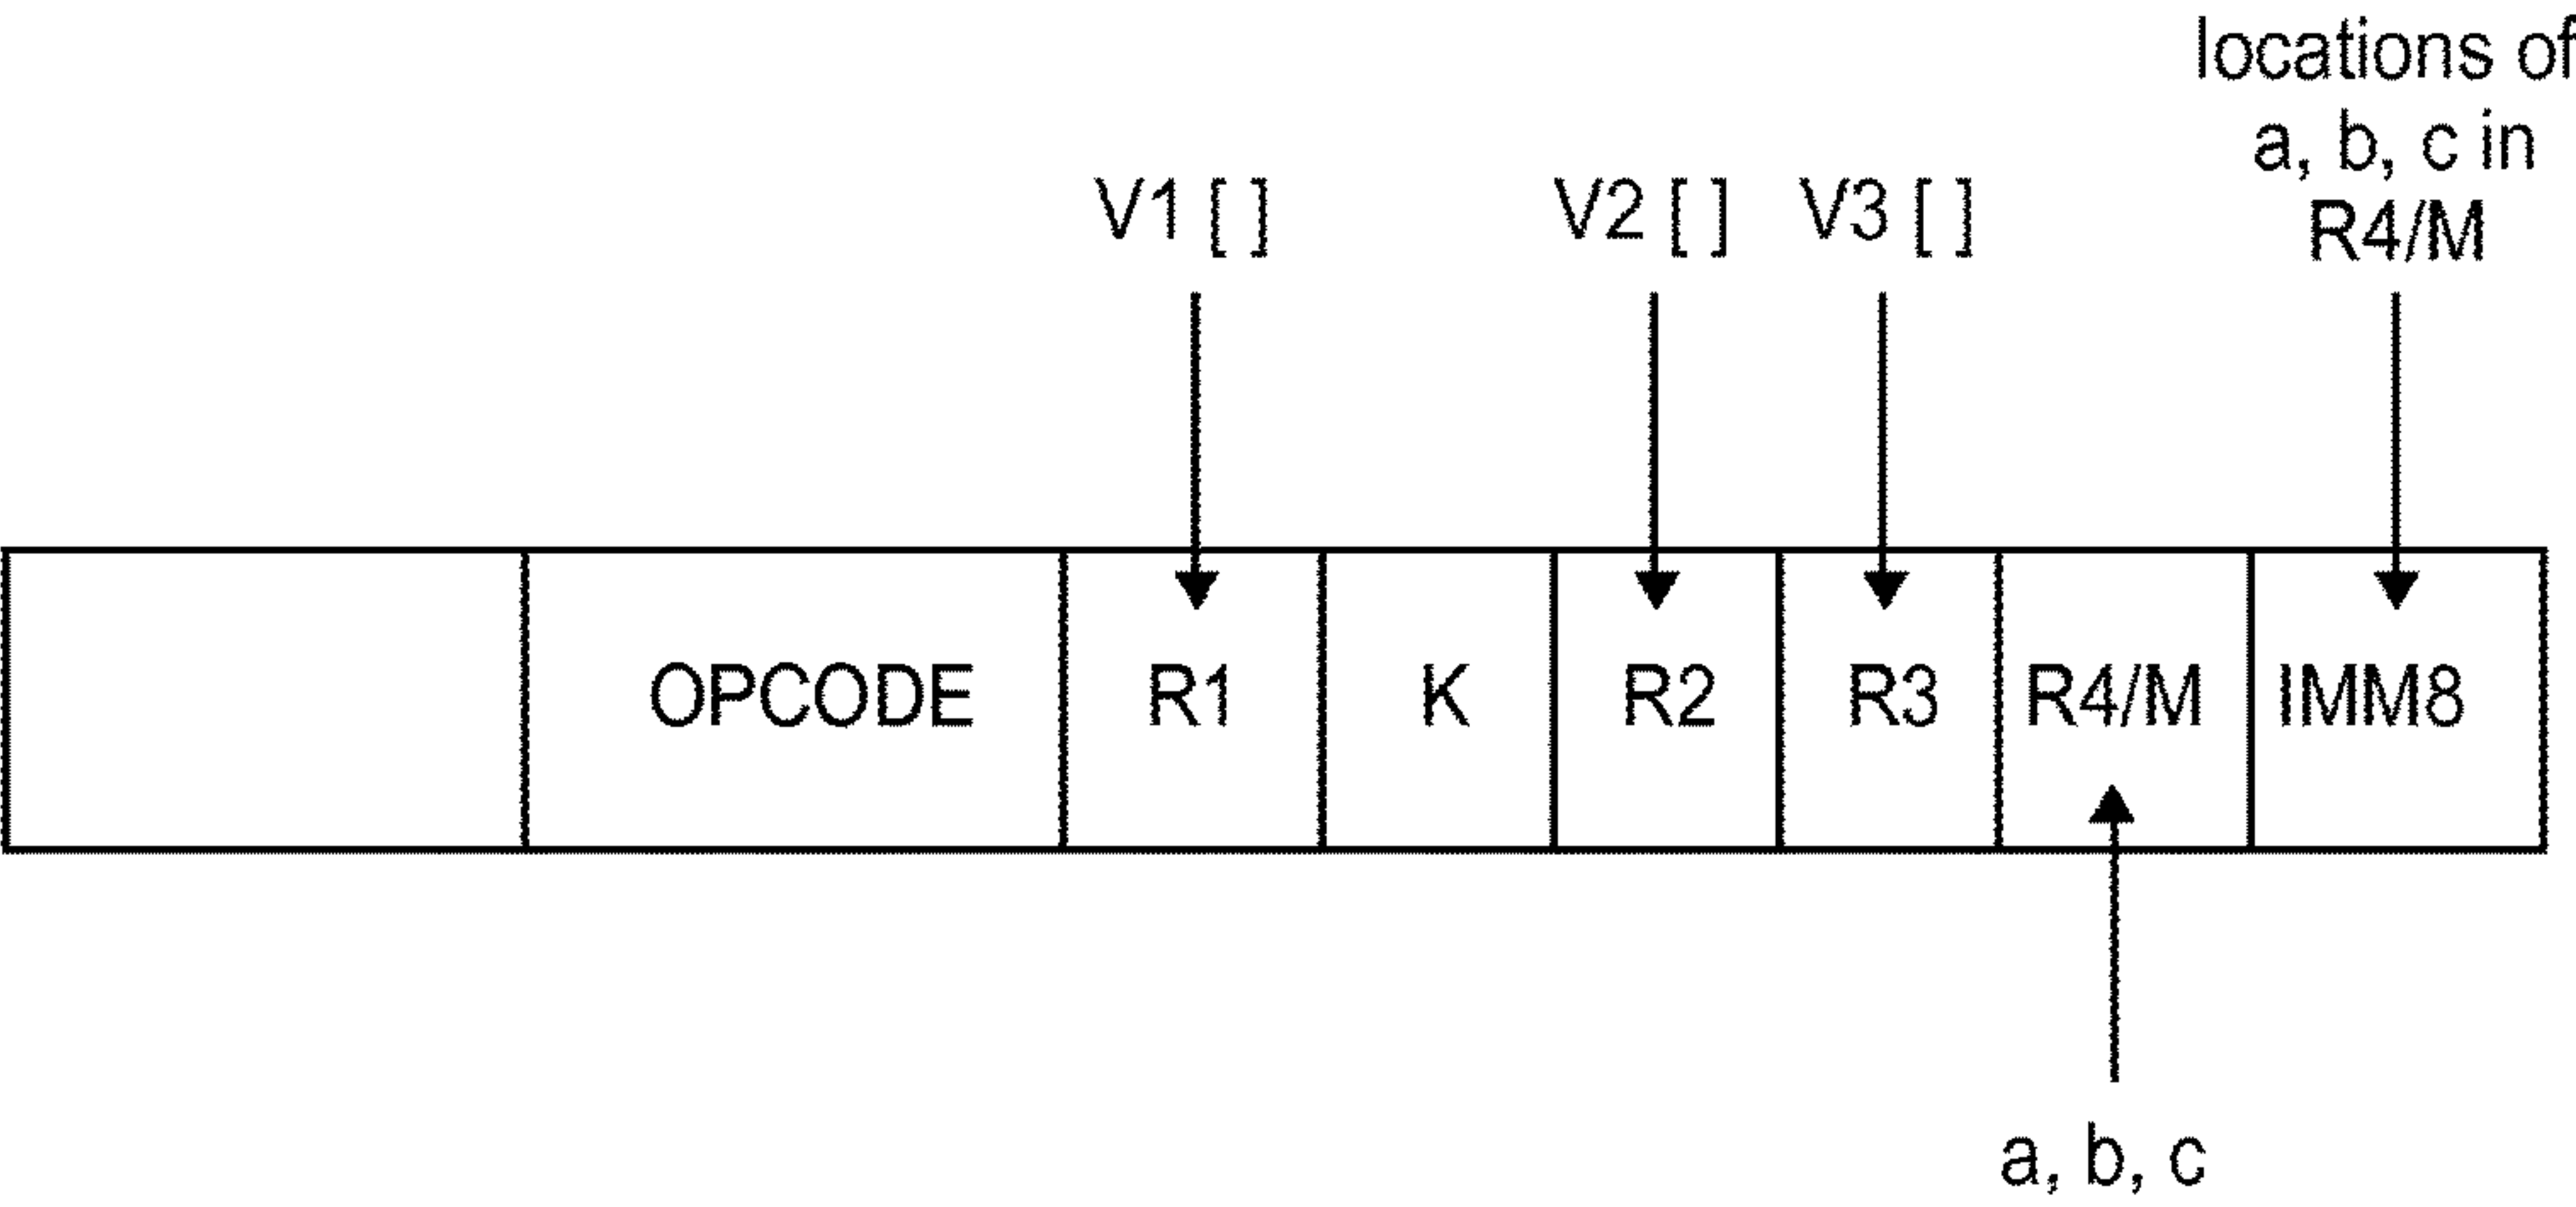 locations of
a, b, c in
R4/M
V1 [ ] V2 [ ] V3 [ ]
OPCODE R1 K R2 R3 R4/M IMM8
a, b, c